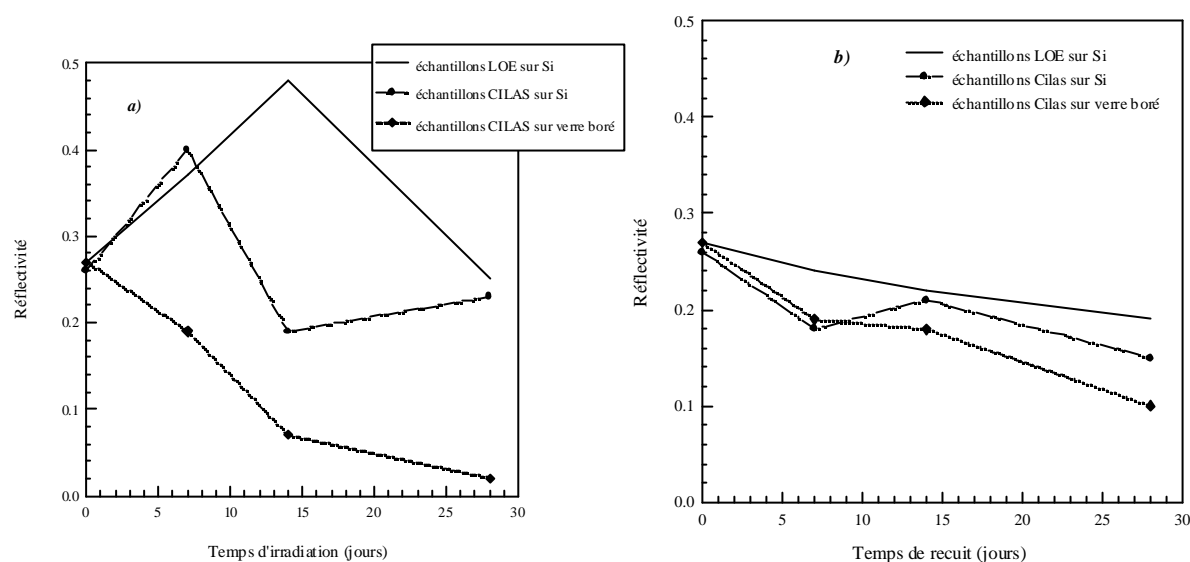 a)
échantillons LOE sur Si
échantillons CILAS sur Si
échantillons CILAS sur verre boré
0.5
0.4
0.3
0.2
0.1
0.0
Réflectivité
0 5 10 15 20 25 30
Temps d'irradiation (jours)
b)
échantillons LOE sur Si
échantillons Cilas sur Si
échantillons Cilas sur verre boré
0.5
0.4
0.3
0.2
0.1
0.0
Réflectivité
0 5 10 15 20 25 30
Temps de recuit (jours)